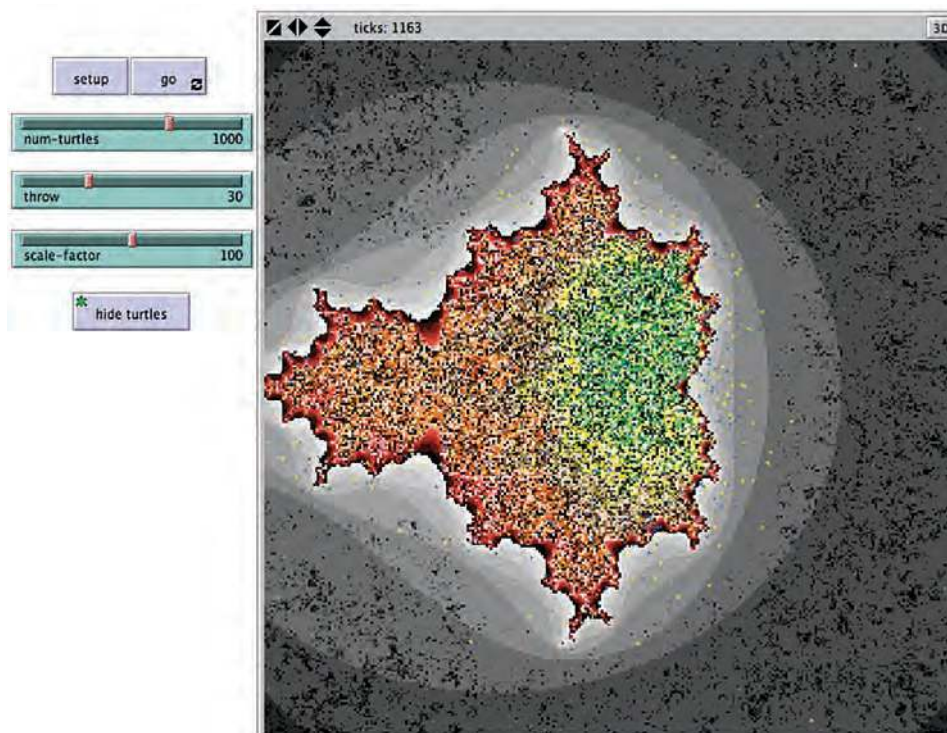 ticks: 1163
3D
setup
go
num-turtles 1000
throw 30
scale-factor 100
hide turtles